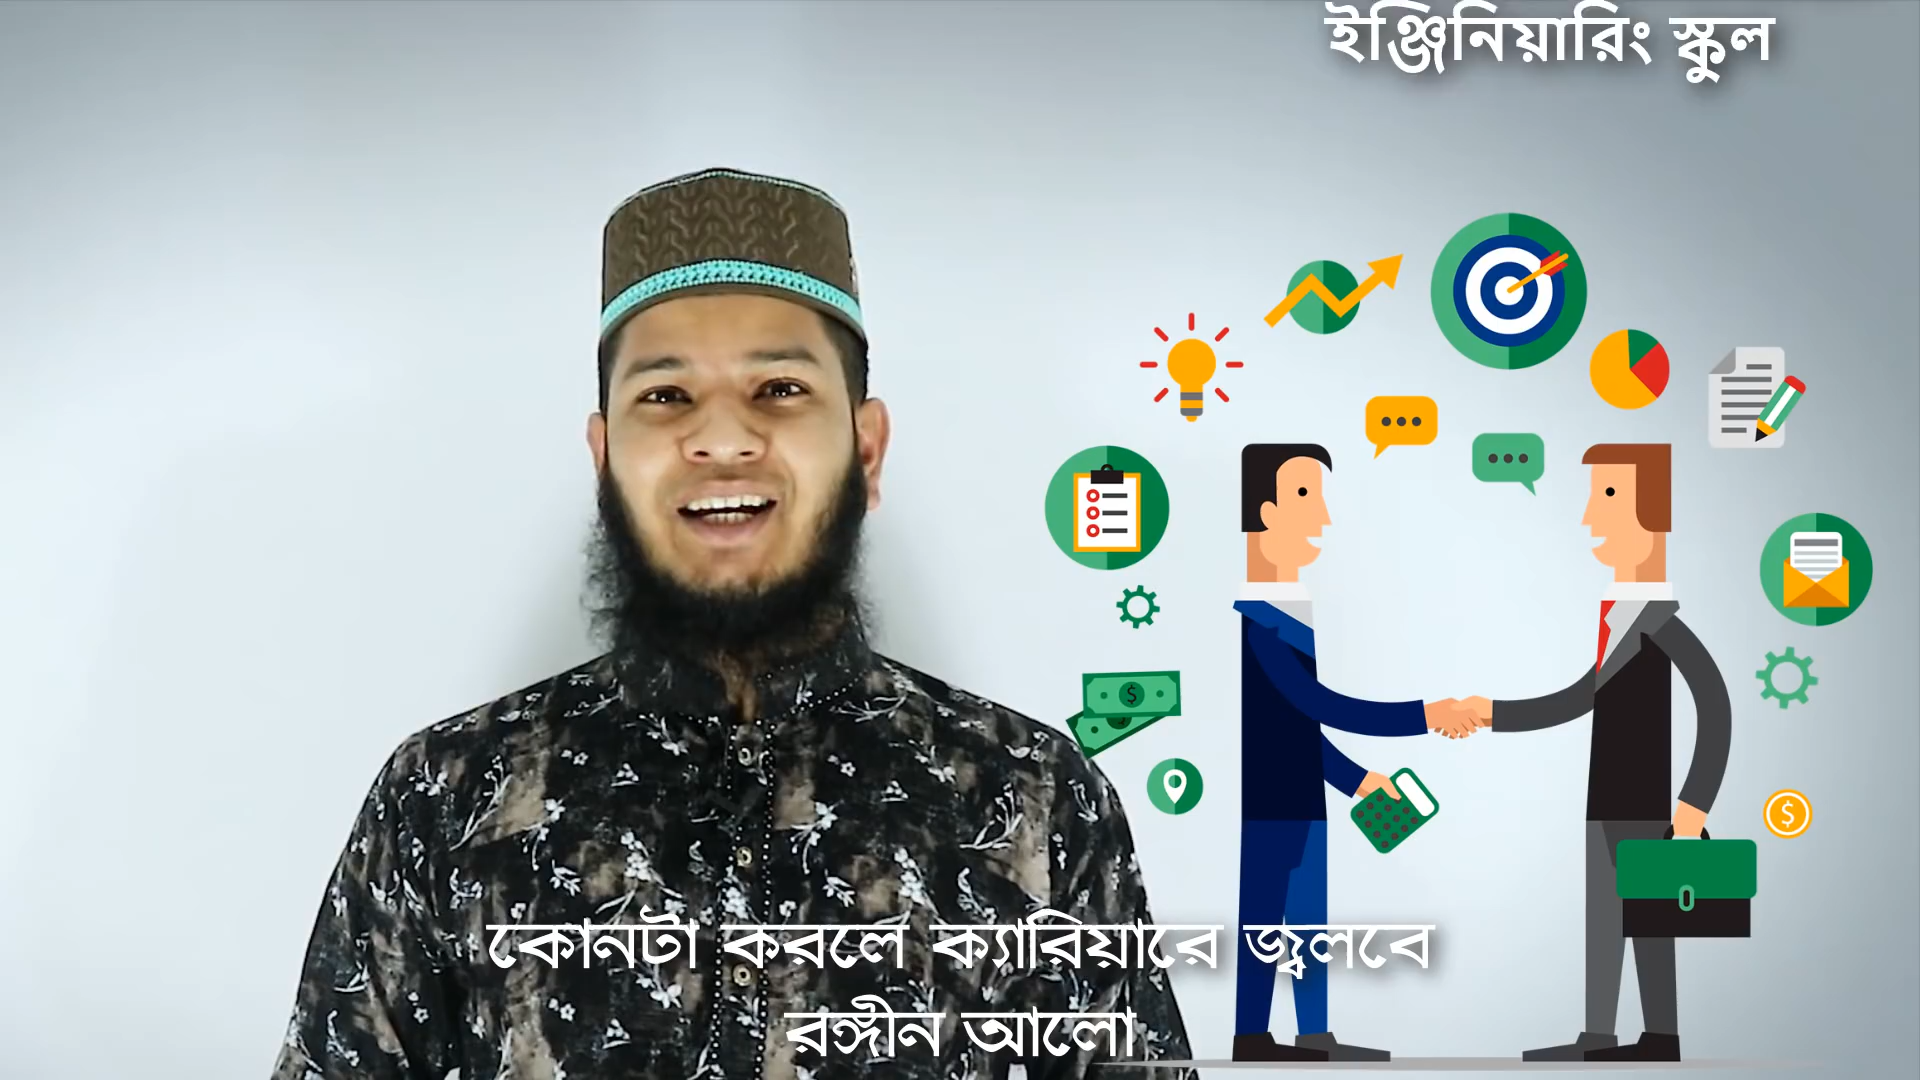 ইঞ্জিনিয়ারিং স্কুল
কোনটা করলে ক্যারিয়ারে জ্বলবে
রঙ্গীন আলো